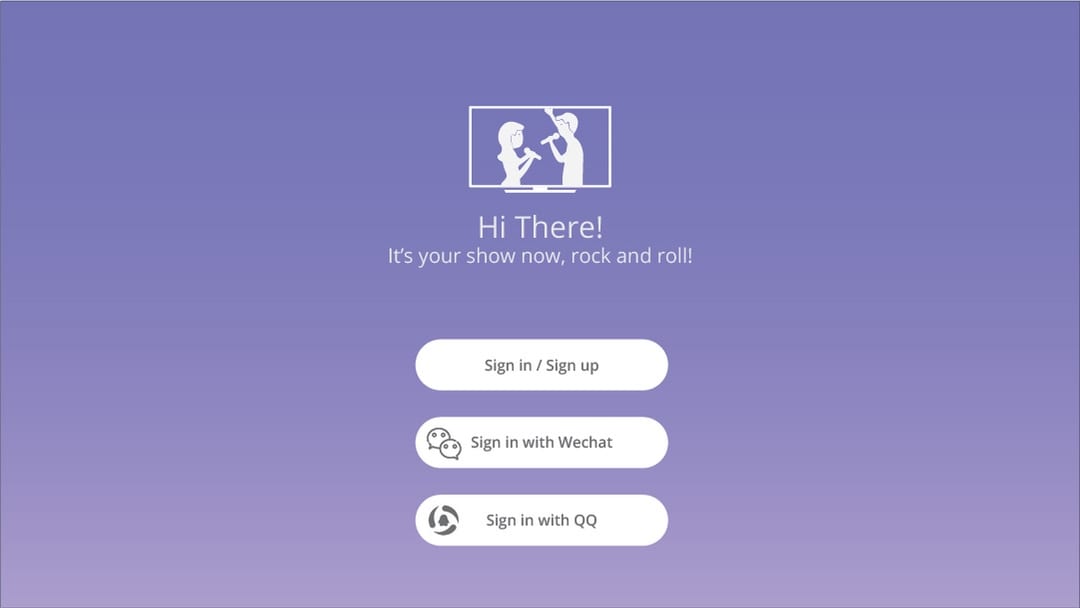 Hi There!
It’s your show now, rock and roll!
Sign in / Sign up
Sign in with Wechat
Sign in with QQ